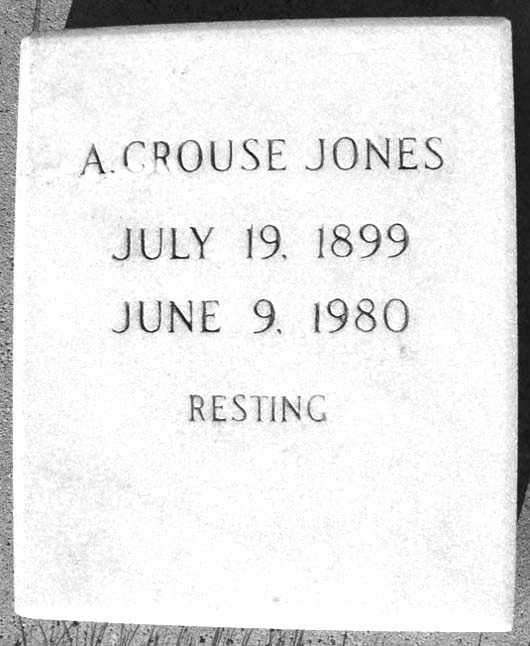 A. CROUSE JONES
JULY 19, 1899
JUNE 9, 1980
RESTING